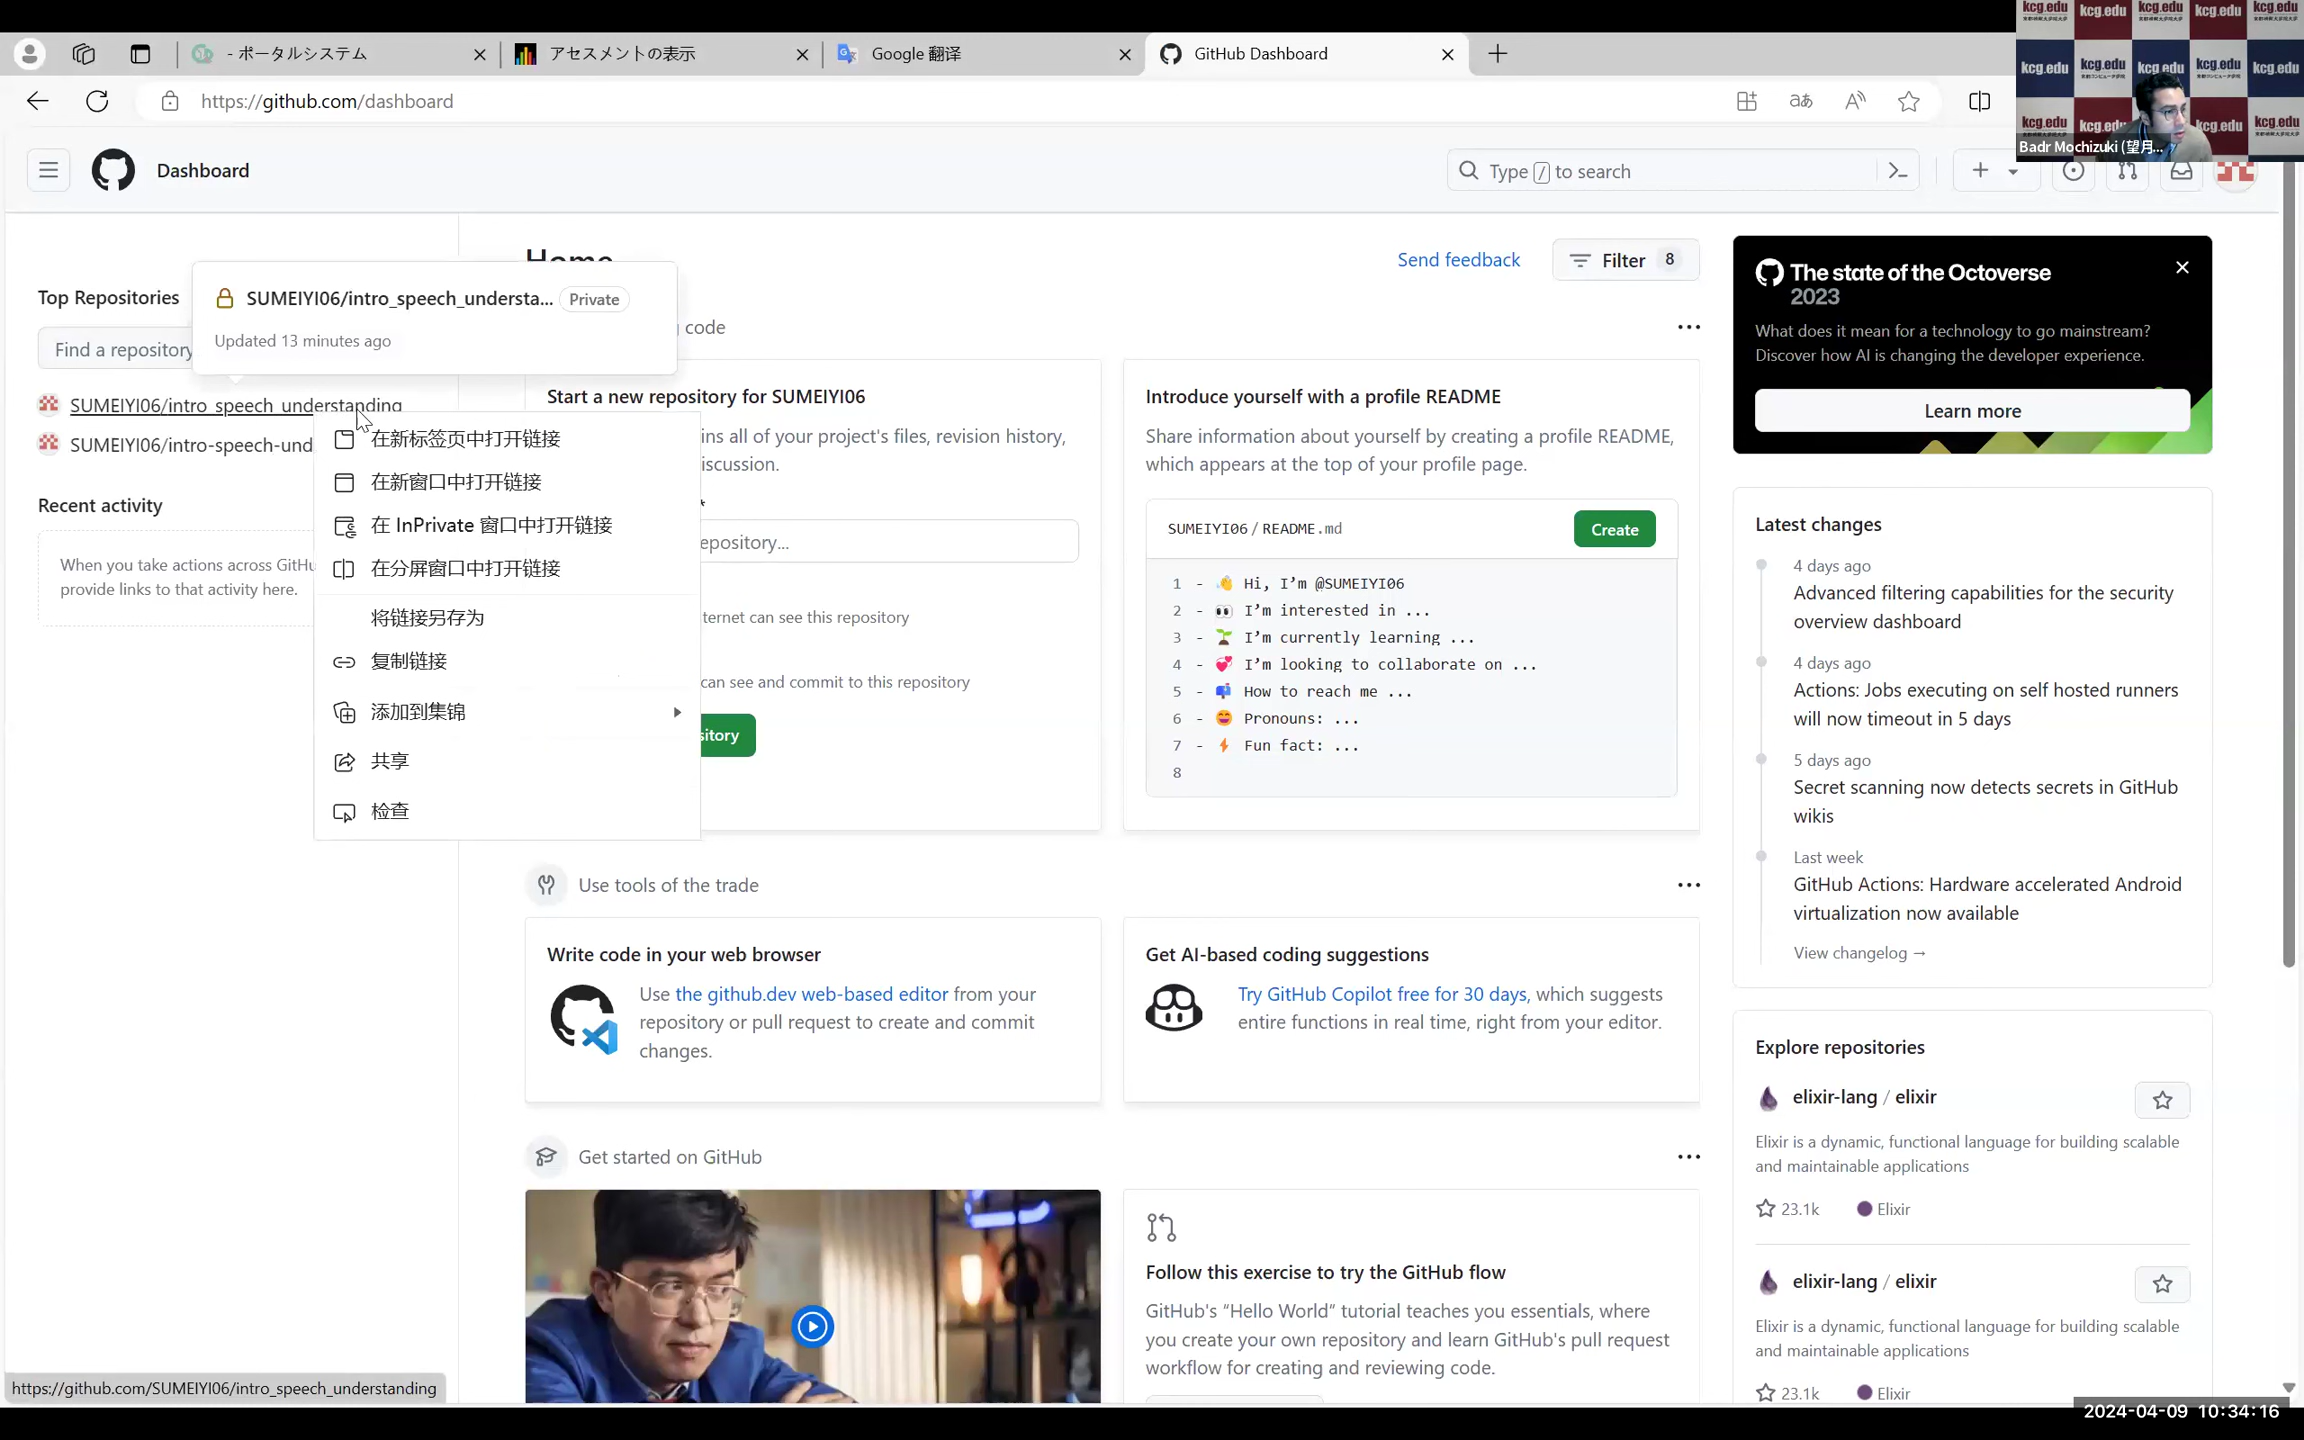 - ポータルシステム
アセスメントの表示
Google 翻译
GitHub Dashboard
https://github.com/dashboard
Dashboard
Type / to search
kcg.edu
Badr Mochizuki (望月...
Home
Send feedback
Filter 8
Top Repositories
SUMEIYI06/intro_speech_understa... Private
Updated 13 minutes ago
Find a repository
code
SUMEIYI06/intro_speech_understanding
SUMEIYI06/intro-speech-und
Recent activity
When you take actions across GitHu
provide links to that activity here.
在新标签页中打开链接
在新窗口中打开链接
在 InPrivate 窗口中打开链接
在分屏窗口中打开链接
将链接另存为
复制链接
添加到集锦
共享
检查
Start a new repository for SUMEIYI06
ins all of your project's files, revision history,
iscussion.
*
epository...
ternet can see this repository
can see and commit to this repository
sitory
Introduce yourself with a profile README
Share information about yourself by creating a profile README,
which appears at the top of your profile page.
SUMEIYI06 / README.md
Create
1 - 👋 Hi, I’m @SUMEIYI06
2 - 👀 I’m interested in ...
3 - 🌱 I’m currently learning ...
4 - 💞️ I’m looking to collaborate on ...
5 - 📫 How to reach me ...
6 - 😄 Pronouns: ...
7 - ⚡ Fun fact: ...
8
Use tools of the trade
Write code in your web browser
Use the github.dev web-based editor from your
repository or pull request to create and commit
changes.
Get AI-based coding suggestions
Try GitHub Copilot free for 30 days, which suggests
entire functions in real time, right from your editor.
Get started on GitHub
Follow this exercise to try the GitHub flow
GitHub's “Hello World” tutorial teaches you essentials, where
you create your own repository and learn GitHub's pull request
workflow for creating and reviewing code.
The state of the Octoverse
2023
What does it mean for a technology to go mainstream?
Discover how AI is changing the developer experience.
Learn more
Latest changes
4 days ago
Advanced filtering capabilities for the security
overview dashboard
4 days ago
Actions: Jobs executing on self hosted runners
will now timeout in 5 days
5 days ago
Secret scanning now detects secrets in GitHub
wikis
Last week
GitHub Actions: Hardware accelerated Android
virtualization now available
View changelog →
Explore repositories
elixir-lang / elixir
Elixir is a dynamic, functional language for building scalable
and maintainable applications
23.1k Elixir
elixir-lang / elixir
Elixir is a dynamic, functional language for building scalable
and maintainable applications
23.1k Elixir
https://github.com/SUMEIYI06/intro_speech_understanding
2024-04-09 10:34:16